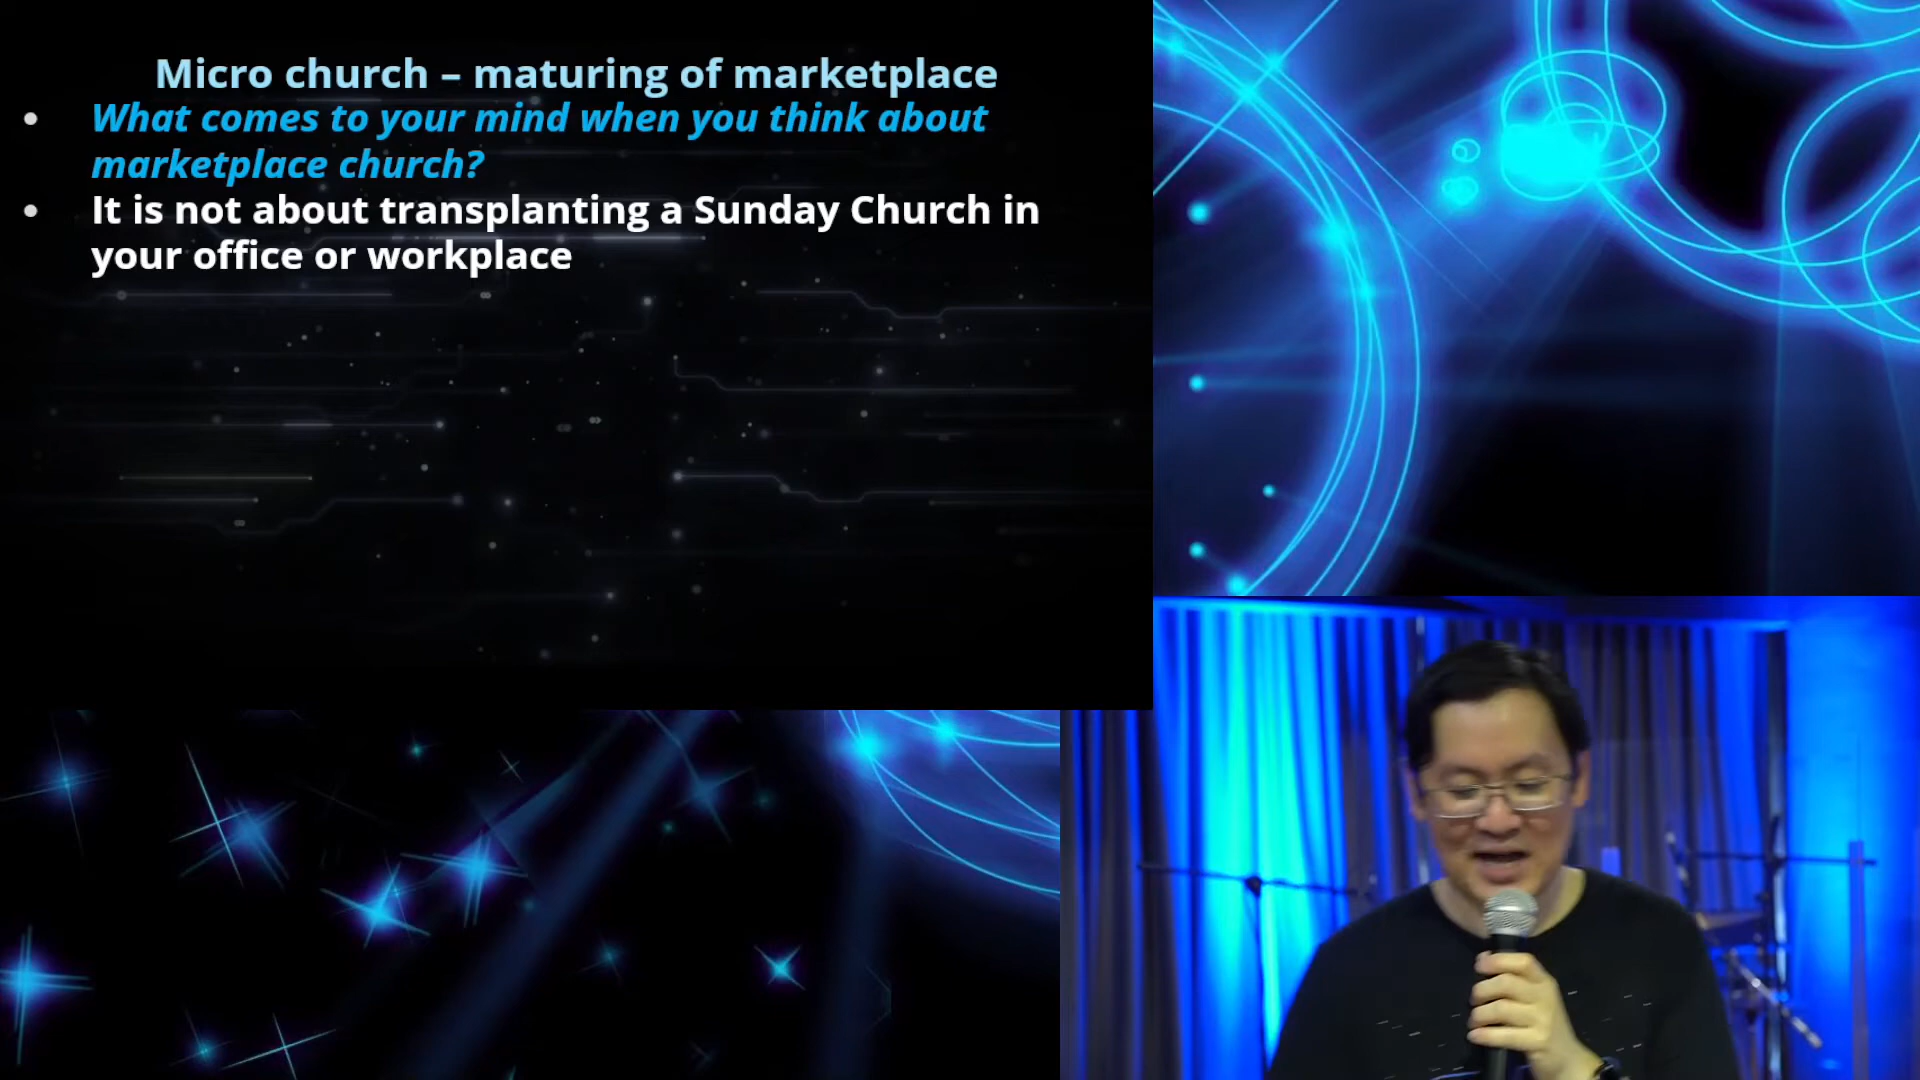 Micro church – maturing of marketplace
• What comes to your mind when you think about
marketplace church?
• It is not about transplanting a Sunday Church in
your office or workplace